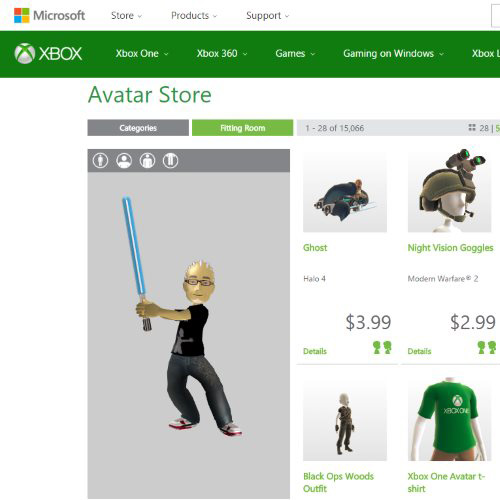 Microsoft
Store
Products
Support
XBOX
Xbox One
Xbox 360
Games
Gaming on Windows
Xbox L
Avatar Store
Categories
Fitting Room
1 - 28 of 15,066
28 |
Ghost
Halo 4
$3.99
Details
Night Vision Goggles
Modern Warfare® 2
$2.99
Details
Black Ops Woods
Outfit
XBOX ONE
Xbox One Avatar t-
shirt